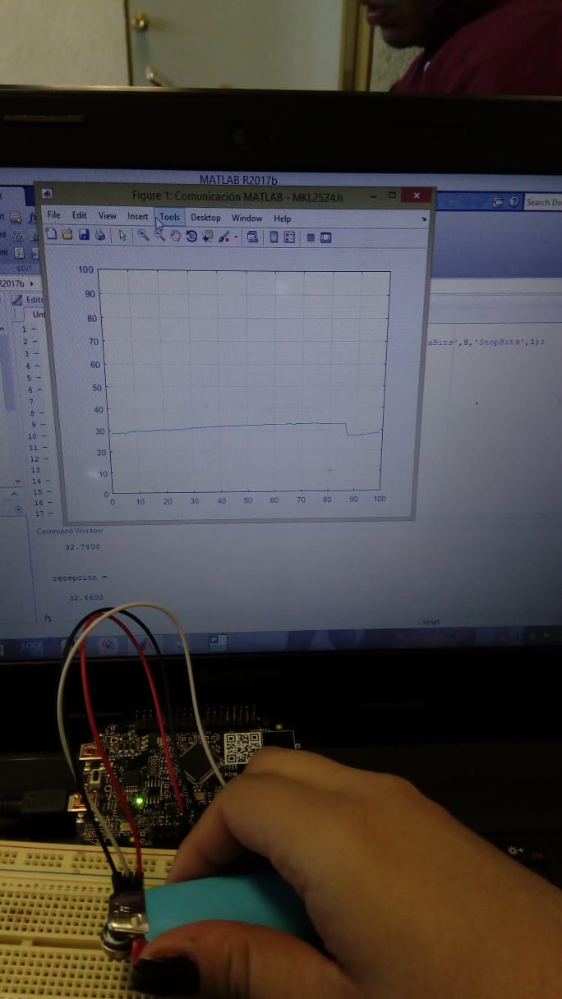 MATLAB R2017b
Figure 1: Comunicación MATLAB - MKL25Z4.h
File Edit View Insert Tools Desktop Window Help
Search Do
EDIT
R2017b
100
90
80
70
60
50
40
30
20
10
0
0 10 20 30 40 50 60 70 80 90 100
1 -
2 -
3 -
4 -
5 -
6 -
7
8 -
9 -
10 -
11 -
12 -
13
14 -
15 -
16 -
17 -
aBits',8,'StopBits',1);
Command Window
32.7400
recepcion =
32.6600
fx
script